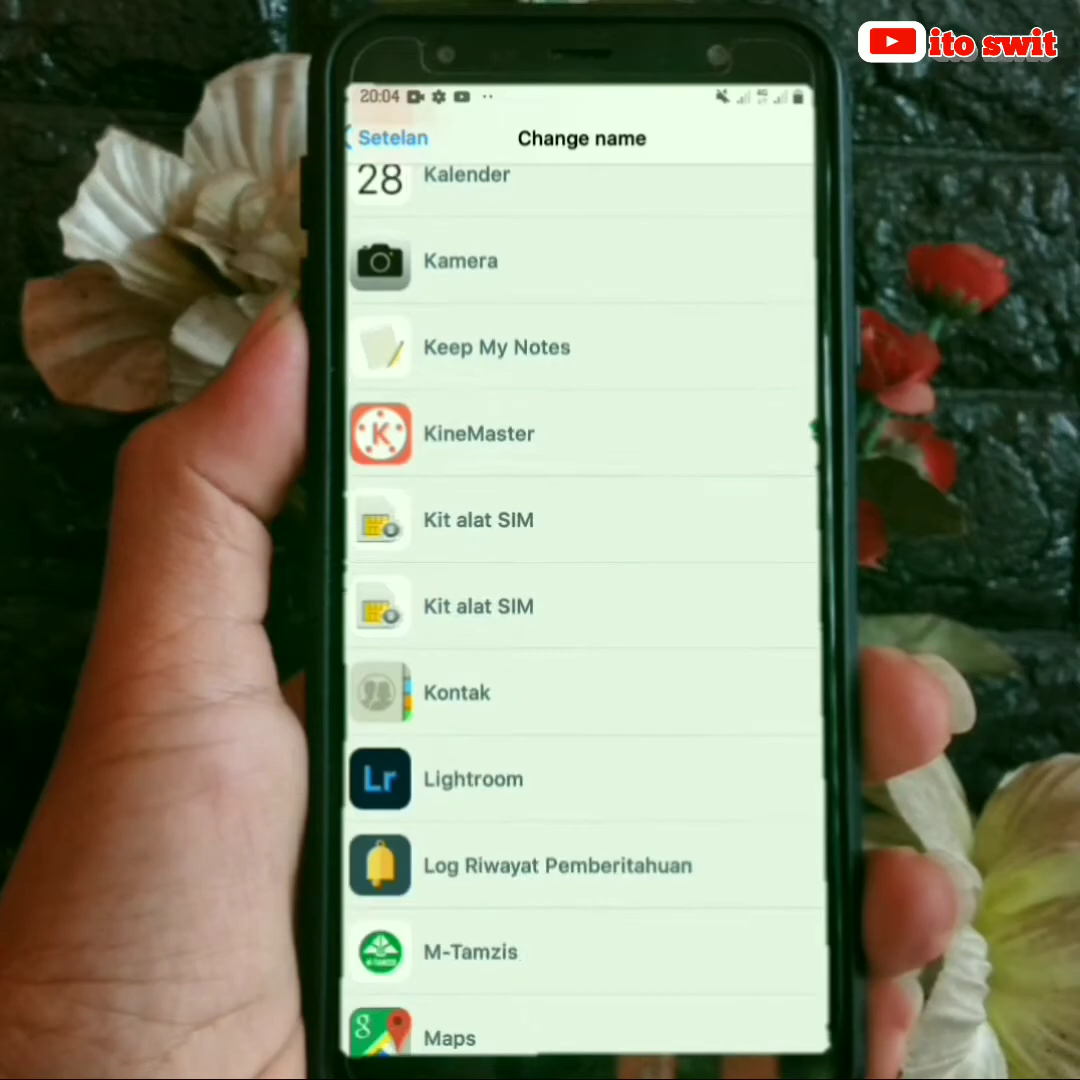 ito swit
20:04
Setelan
Change name
28
Kalender
Kamera
Keep My Notes
K
KineMaster
Kit alat SIM
Kit alat SIM
Kontak
Lr
Lightroom
Log Riwayat Pemberitahuan
M-TAMZIS
M-Tamzis
g
Maps